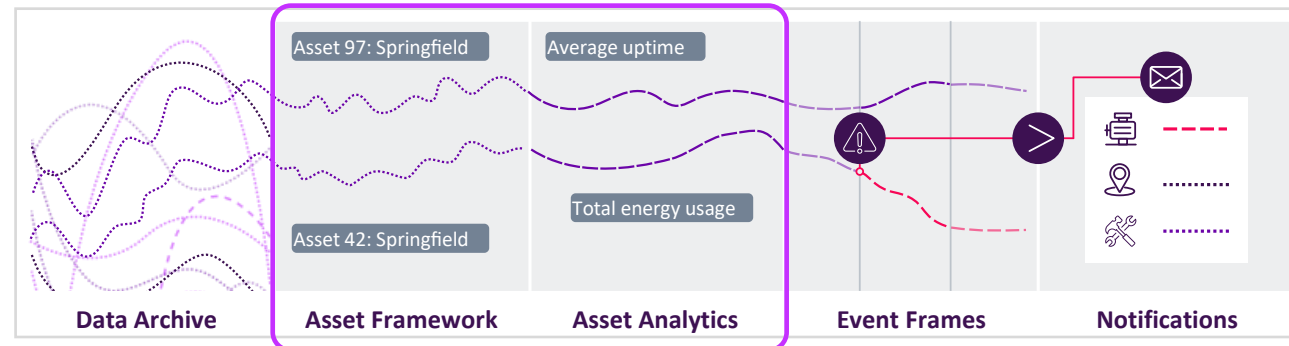 Asset 97: Springfield
Average uptime
Total energy usage
Asset 42: Springfield
Data Archive
Asset Framework
Asset Analytics
Event Frames
Notifications